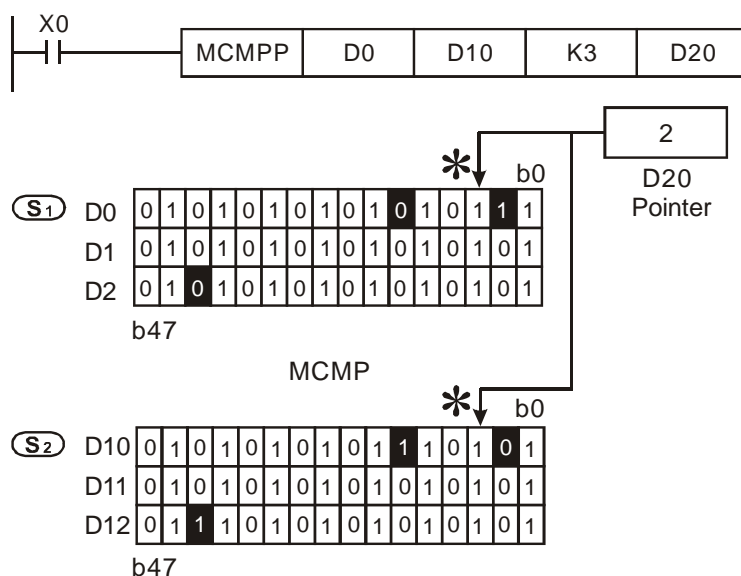 X0
MCMPP D0 D10 K3 D20
2
D20
Pointer
* b0
S1 D0 0 1 0 1 0 1 0 1 0 1 0 1 0 1 1 1
D1 0 1 0 1 0 1 0 1 0 1 0 1 0 1 0 1
D2 0 1 0 1 0 1 0 1 0 1 0 1 0 1 0 1
b47
MCMP
* b0
S2 D10 0 1 0 1 0 1 0 1 0 1 1 1 0 1 0 1
D11 0 1 0 1 0 1 0 1 0 1 0 1 0 1 0 1
D12 0 1 1 1 0 1 0 1 0 1 0 1 0 1 0 1
b47